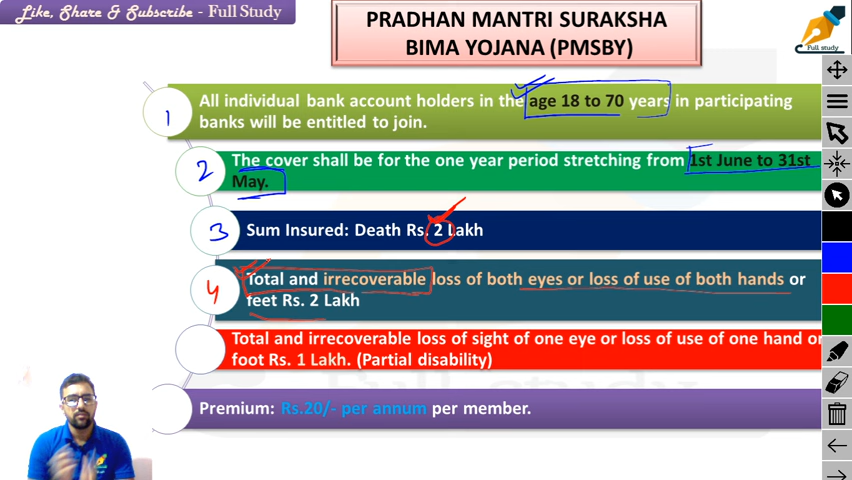 Like, Share & Subscribe - Full Study
PRADHAN MANTRI SURAKSHA
BIMA YOJANA (PMSBY)
Full study
1
All individual bank account holders in the age 18 to 70 years in participating
banks will be entitled to join.
2
The cover shall be for the one year period stretching from 1st June to 31st
May.
3
Sum Insured: Death Rs. 2 Lakh
4
Total and irrecoverable loss of both eyes or loss of use of both hands or
feet Rs. 2 Lakh
Total and irrecoverable loss of sight of one eye or loss of use of one hand or
foot Rs. 1 Lakh. (Partial disability)
Premium: Rs.20/- per annum per member.